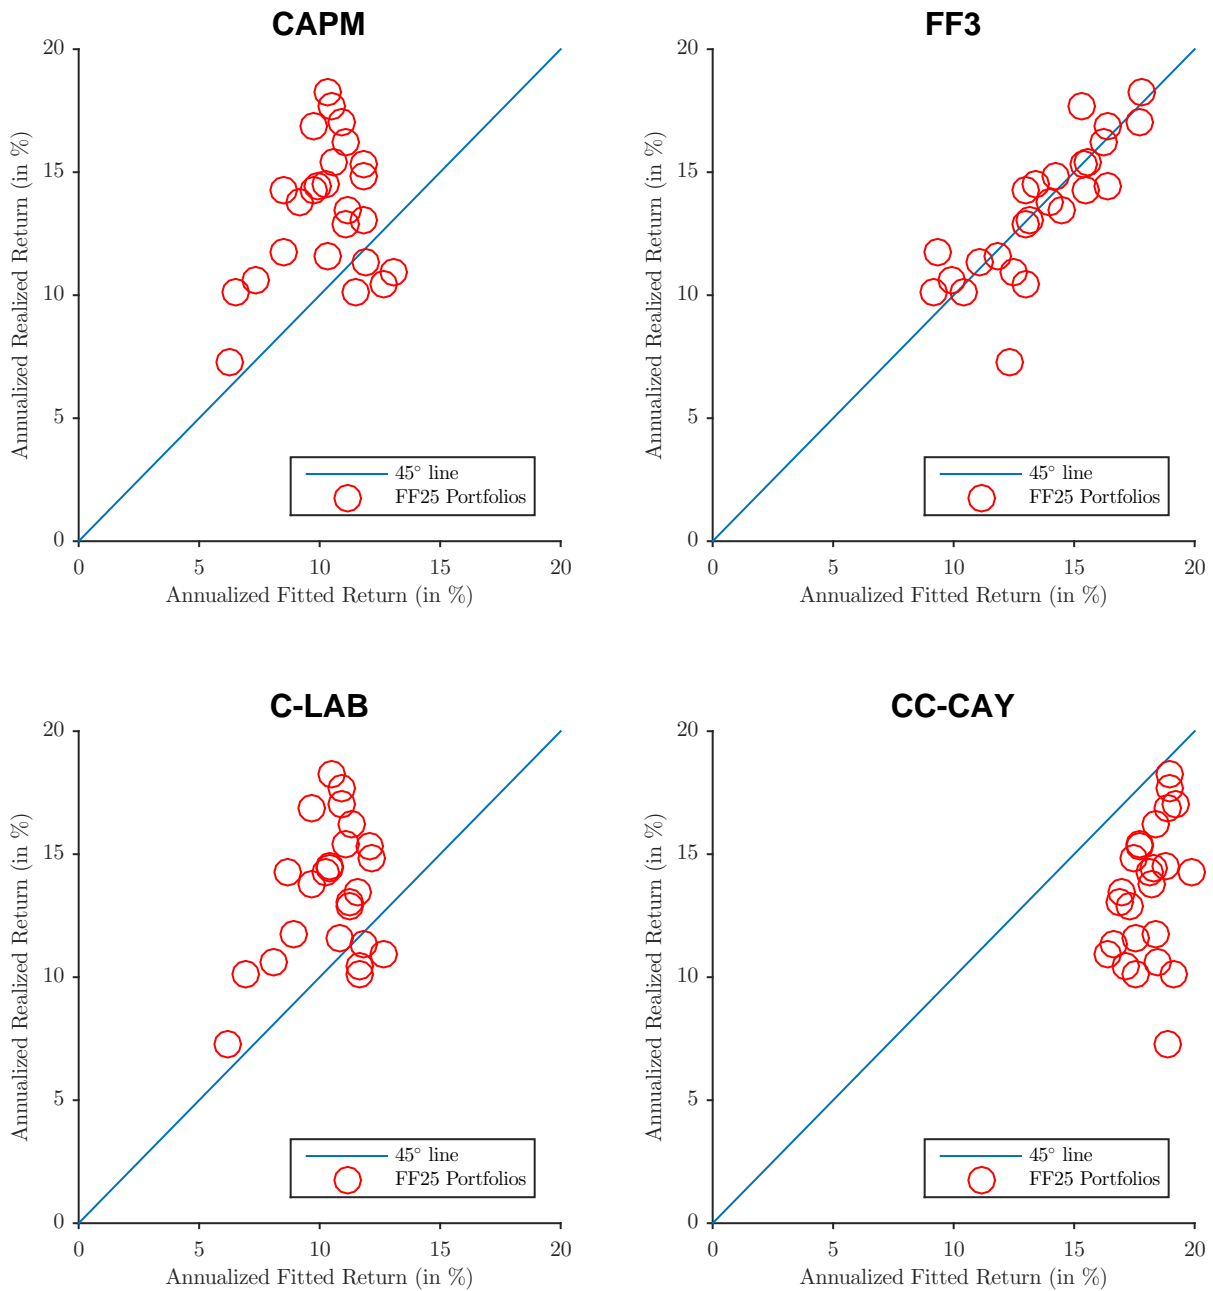 CAPM
20
15
10
5
0
0 5 10 15 20
Annualized Realized Return (in %)
Annualized Fitted Return (in %)
45° line
FF25 Portfolios
FF3
20
15
10
5
0
0 5 10 15 20
Annualized Realized Return (in %)
Annualized Fitted Return (in %)
45° line
FF25 Portfolios
C-LAB
20
15
10
5
0
0 5 10 15 20
Annualized Realized Return (in %)
Annualized Fitted Return (in %)
45° line
FF25 Portfolios
CC-CAY
20
15
10
5
0
0 5 10 15 20
Annualized Realized Return (in %)
Annualized Fitted Return (in %)
45° line
FF25 Portfolios